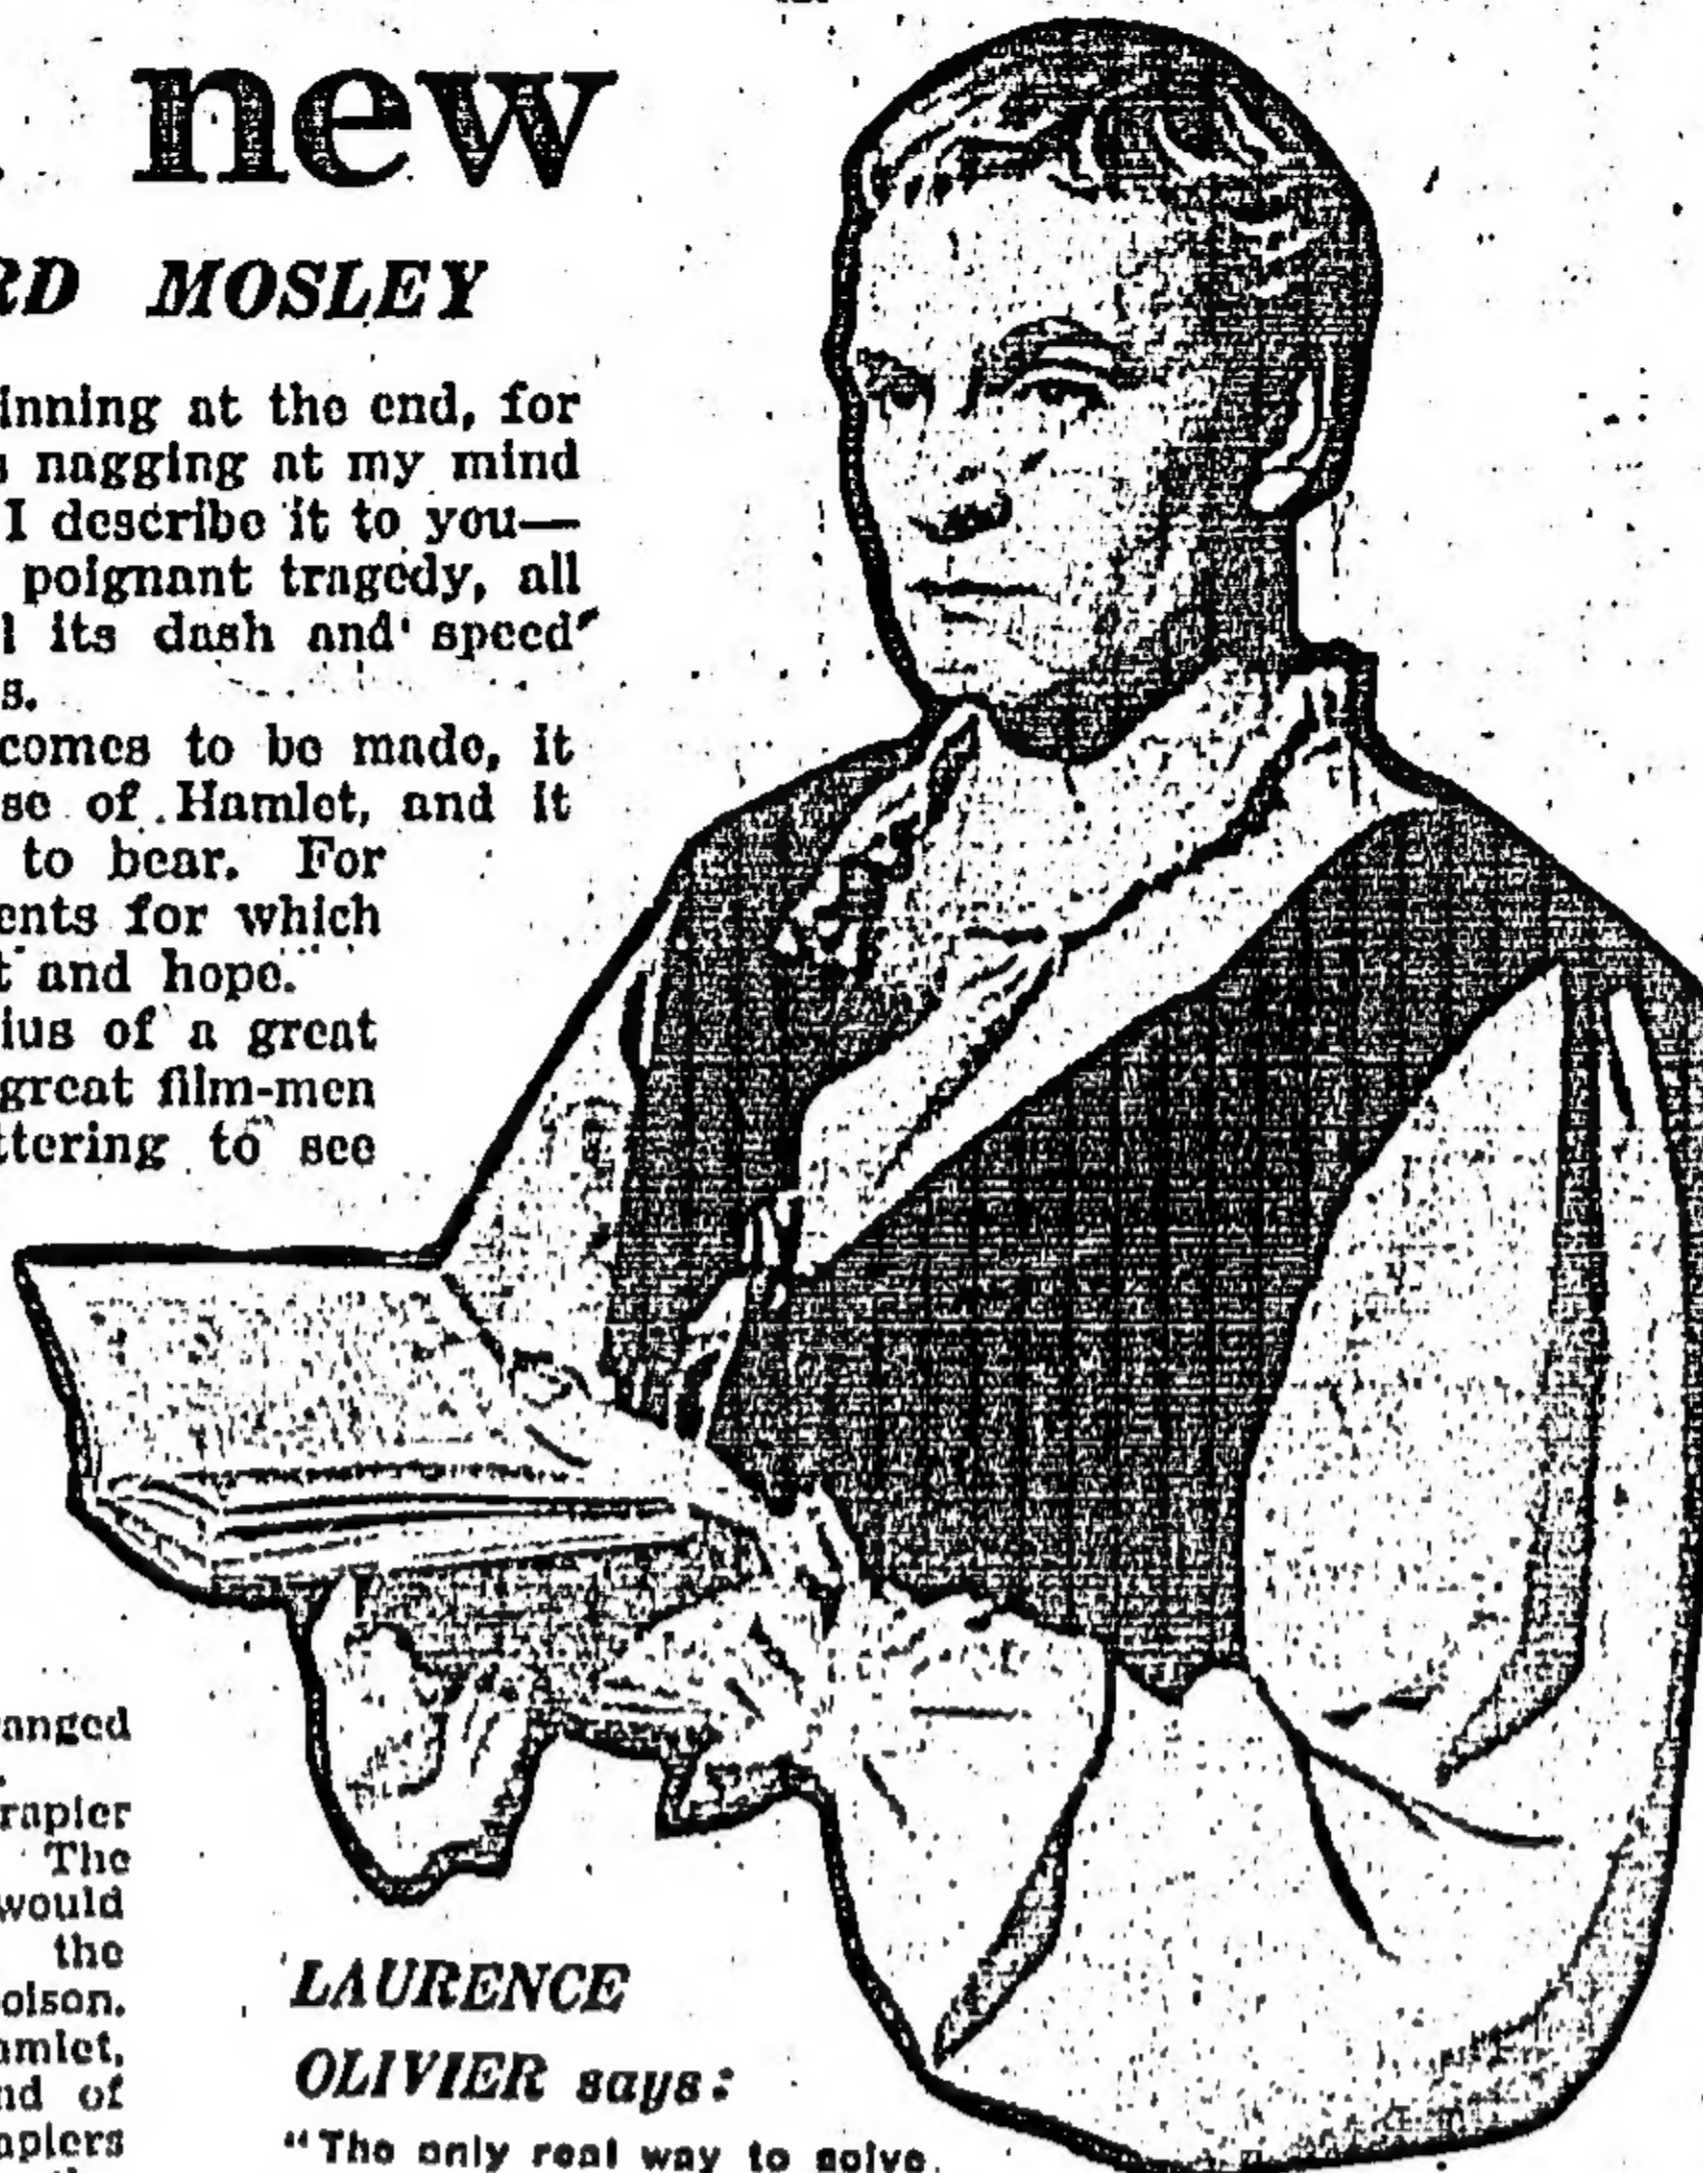 new
RD MOSLEY
inning at the end, for
s nagging at my mind
I describe it to you—
poignant tragedy, all
l its dash and speed
s.
comes to be made, it
se of Hamlet, and it
to bear. For
ents for which
t and hope.
ius of a great
great film-men
ttering to see
anged
rapier
The
would
the
oison.
amlet,
nd of
apiers
LAURENCE
OLIVIER says:
"The only real way to solve